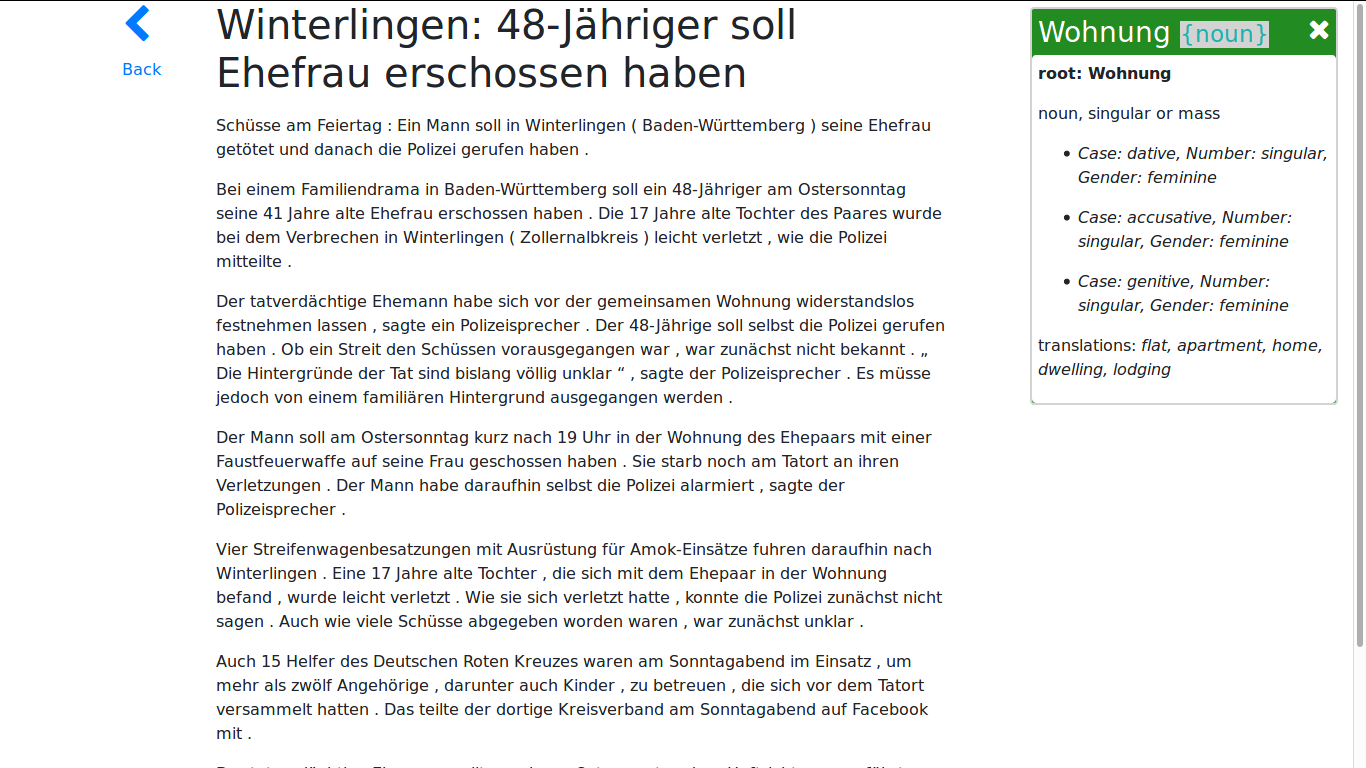 Back
Winterlingen: 48-Jähriger soll
Ehefrau erschossen haben
Schüsse am Feiertag : Ein Mann soll in Winterlingen ( Baden-Württemberg ) seine Ehefrau
getötet und danach die Polizei gerufen haben .
Bei einem Familiendrama in Baden-Württemberg soll ein 48-Jähriger am Ostersonntag
seine 41 Jahre alte Ehefrau erschossen haben . Die 17 Jahre alte Tochter des Paares wurde
bei dem Verbrechen in Winterlingen ( Zollernalbkreis ) leicht verletzt , wie die Polizei
mitteilte .
Der tatverdächtige Ehemann habe sich vor der gemeinsamen Wohnung widerstandslos
festnehmen lassen , sagte ein Polizeisprecher . Der 48-Jährige soll selbst die Polizei gerufen
haben . Ob ein Streit den Schüssen vorausgegangen war , war zunächst nicht bekannt . „
Die Hintergründe der Tat sind bislang völlig unklar “ , sagte der Polizeisprecher . Es müsse
jedoch von einem familiären Hintergrund ausgegangen werden .
Der Mann soll am Ostersonntag kurz nach 19 Uhr in der Wohnung des Ehepaars mit einer
Faustfeuerwaffe auf seine Frau geschossen haben . Sie starb noch am Tatort an ihren
Verletzungen . Der Mann habe daraufhin selbst die Polizei alarmiert , sagte der
Polizeisprecher .
Vier Streifenwagenbesatzungen mit Ausrüstung für Amok-Einsätze fuhren daraufhin nach
Winterlingen . Eine 17 Jahre alte Tochter , die sich mit dem Ehepaar in der Wohnung
befand , wurde leicht verletzt . Wie sie sich verletzt hatte , konnte die Polizei zunächst nicht
sagen . Auch wie viele Schüsse abgegeben worden waren , war zunächst unklar .
Auch 15 Helfer des Deutschen Roten Kreuzes waren am Sonntagabend im Einsatz , um
mehr als zwölf Angehörige , darunter auch Kinder , zu betreuen , die sich vor dem Tatort
versammelt hatten . Das teilte der dortige Kreisverband am Sonntagabend auf Facebook
mit .
Wohnung {noun}
root: Wohnung
noun, singular or mass
• Case: dative, Number: singular,
Gender: feminine
• Case: accusative, Number:
singular, Gender: feminine
• Case: genitive, Number:
singular, Gender: feminine
translations: flat, apartment, home,
dwelling, lodging